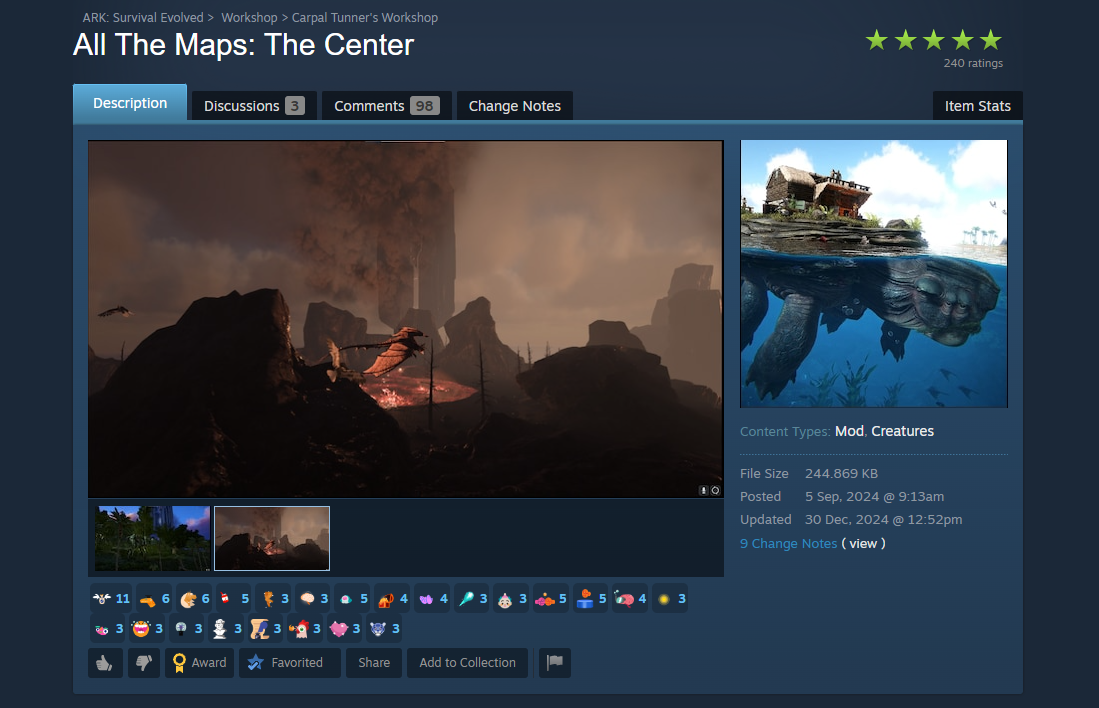 ARK: Survival Evolved > Workshop > Carpal Tunner's Workshop
All The Maps: The Center
240 ratings
Description
Discussions 3
Comments 98
Change Notes
Item Stats
Content Types: Mod, Creatures
File Size 244.869 KB
Posted 5 Sep, 2024 @ 9:13am
Updated 30 Dec, 2024 @ 12:52pm
9 Change Notes ( view )
11 6 6 5 3 3 5 4 4 3 3 5 5 4 3
3 3 3 3 3 3 3 3
Award
Favorited
Share
Add to Collection